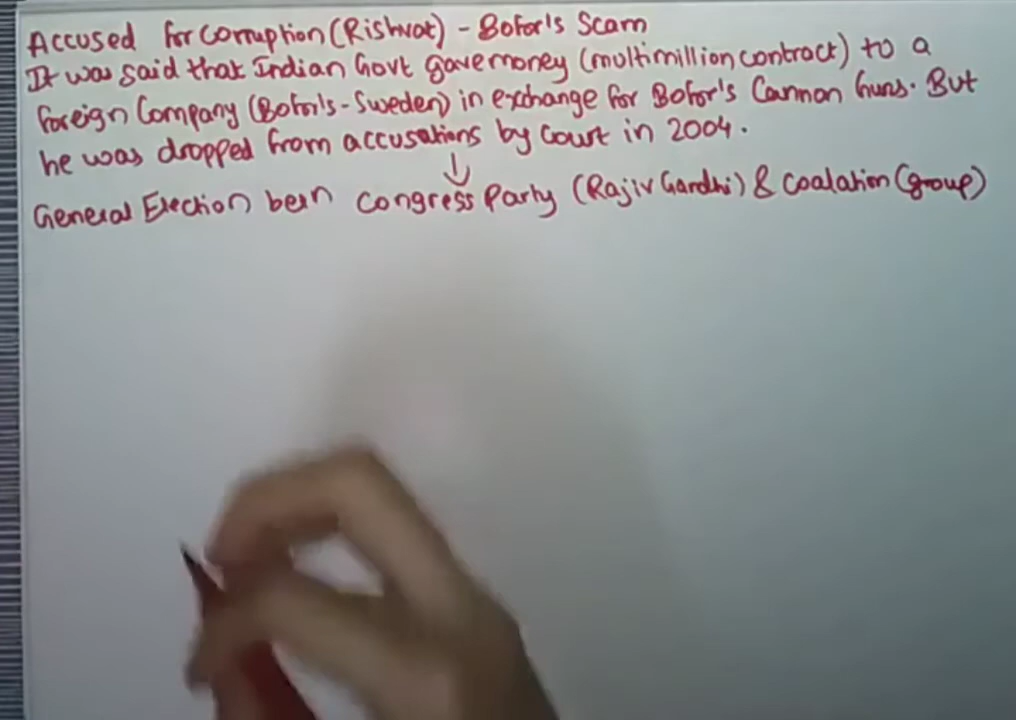 Accused for corruption (Rishvat) - Bofor's Scam
It was said that Indian Govt gave money (multimillion contract) to a
foreign Company (Bofor's - Sweden) in exchange for Bofor's Cannon Guns. But
he was dropped from accusations by court in 2004.
↓
General Election betn Congress Party (Rajiv Gandhi) & Coalation (group)